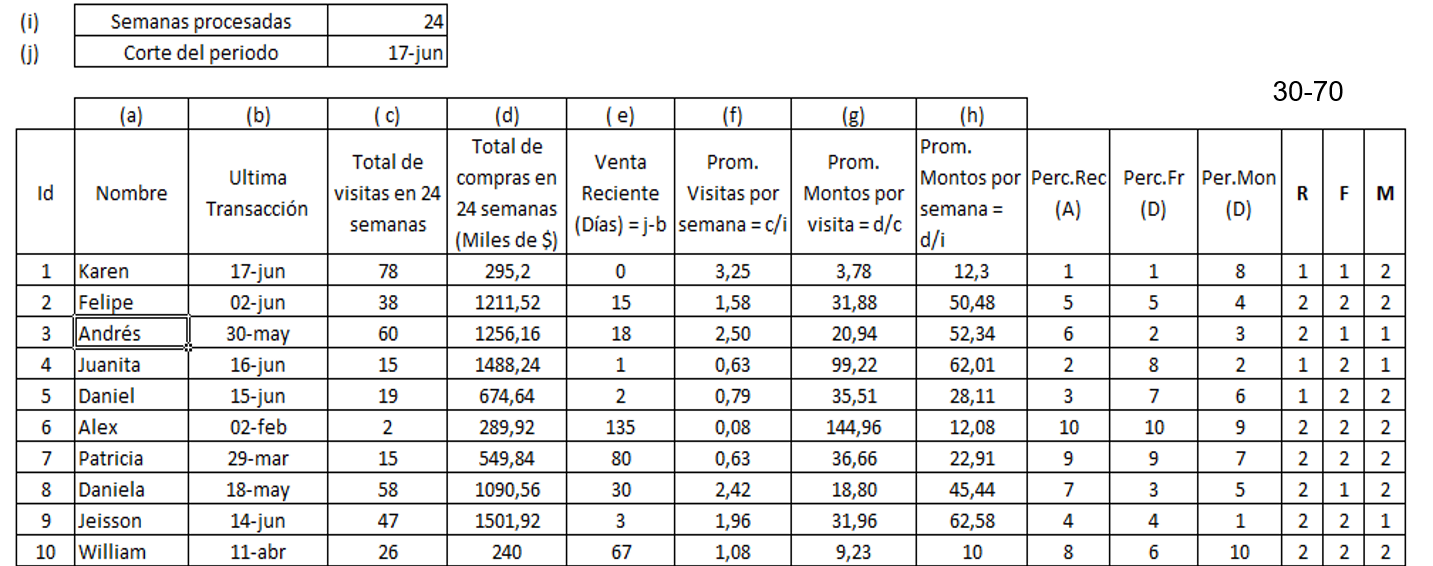 (i) Semanas procesadas 24
(j) Corte del periodo 17-jun
30-70
(a) (b) ( c) (d) ( e) (f) (g) (h)
Id Nombre Ultima Transacción Total de visitas en 24 semanas Total de compras en 24 semanas (Miles de $) Venta Reciente (Días) = j-b Prom. Visitas por semana = c/i Prom. Montos por visita = d/c Prom. Montos por semana = d/i Perc.Rec (A) Perc.Fr (D) Per.Mon (D) R F M
1 Karen 17-jun 78 295,2 0 3,25 3,78 12,3 1 1 8 1 1 2
2 Felipe 02-jun 38 1211,52 15 1,58 31,88 50,48 5 5 4 2 2 2
3 Andrés 30-may 60 1256,16 18 2,50 20,94 52,34 6 2 3 2 1 1
4 Juanita 16-jun 15 1488,24 1 0,63 99,22 62,01 2 8 2 1 2 1
5 Daniel 15-jun 19 674,64 2 0,79 35,51 28,11 3 7 6 1 2 2
6 Alex 02-feb 2 289,92 135 0,08 144,96 12,08 10 10 9 2 2 2
7 Patricia 29-mar 15 549,84 80 0,63 36,66 22,91 9 9 7 2 2 2
8 Daniela 18-may 58 1090,56 30 2,42 18,80 45,44 7 3 5 2 1 2
9 Jeisson 14-jun 47 1501,92 3 1,96 31,96 62,58 4 4 1 2 2 1
10 William 11-abr 26 240 67 1,08 9,23 10 8 6 10 2 2 2